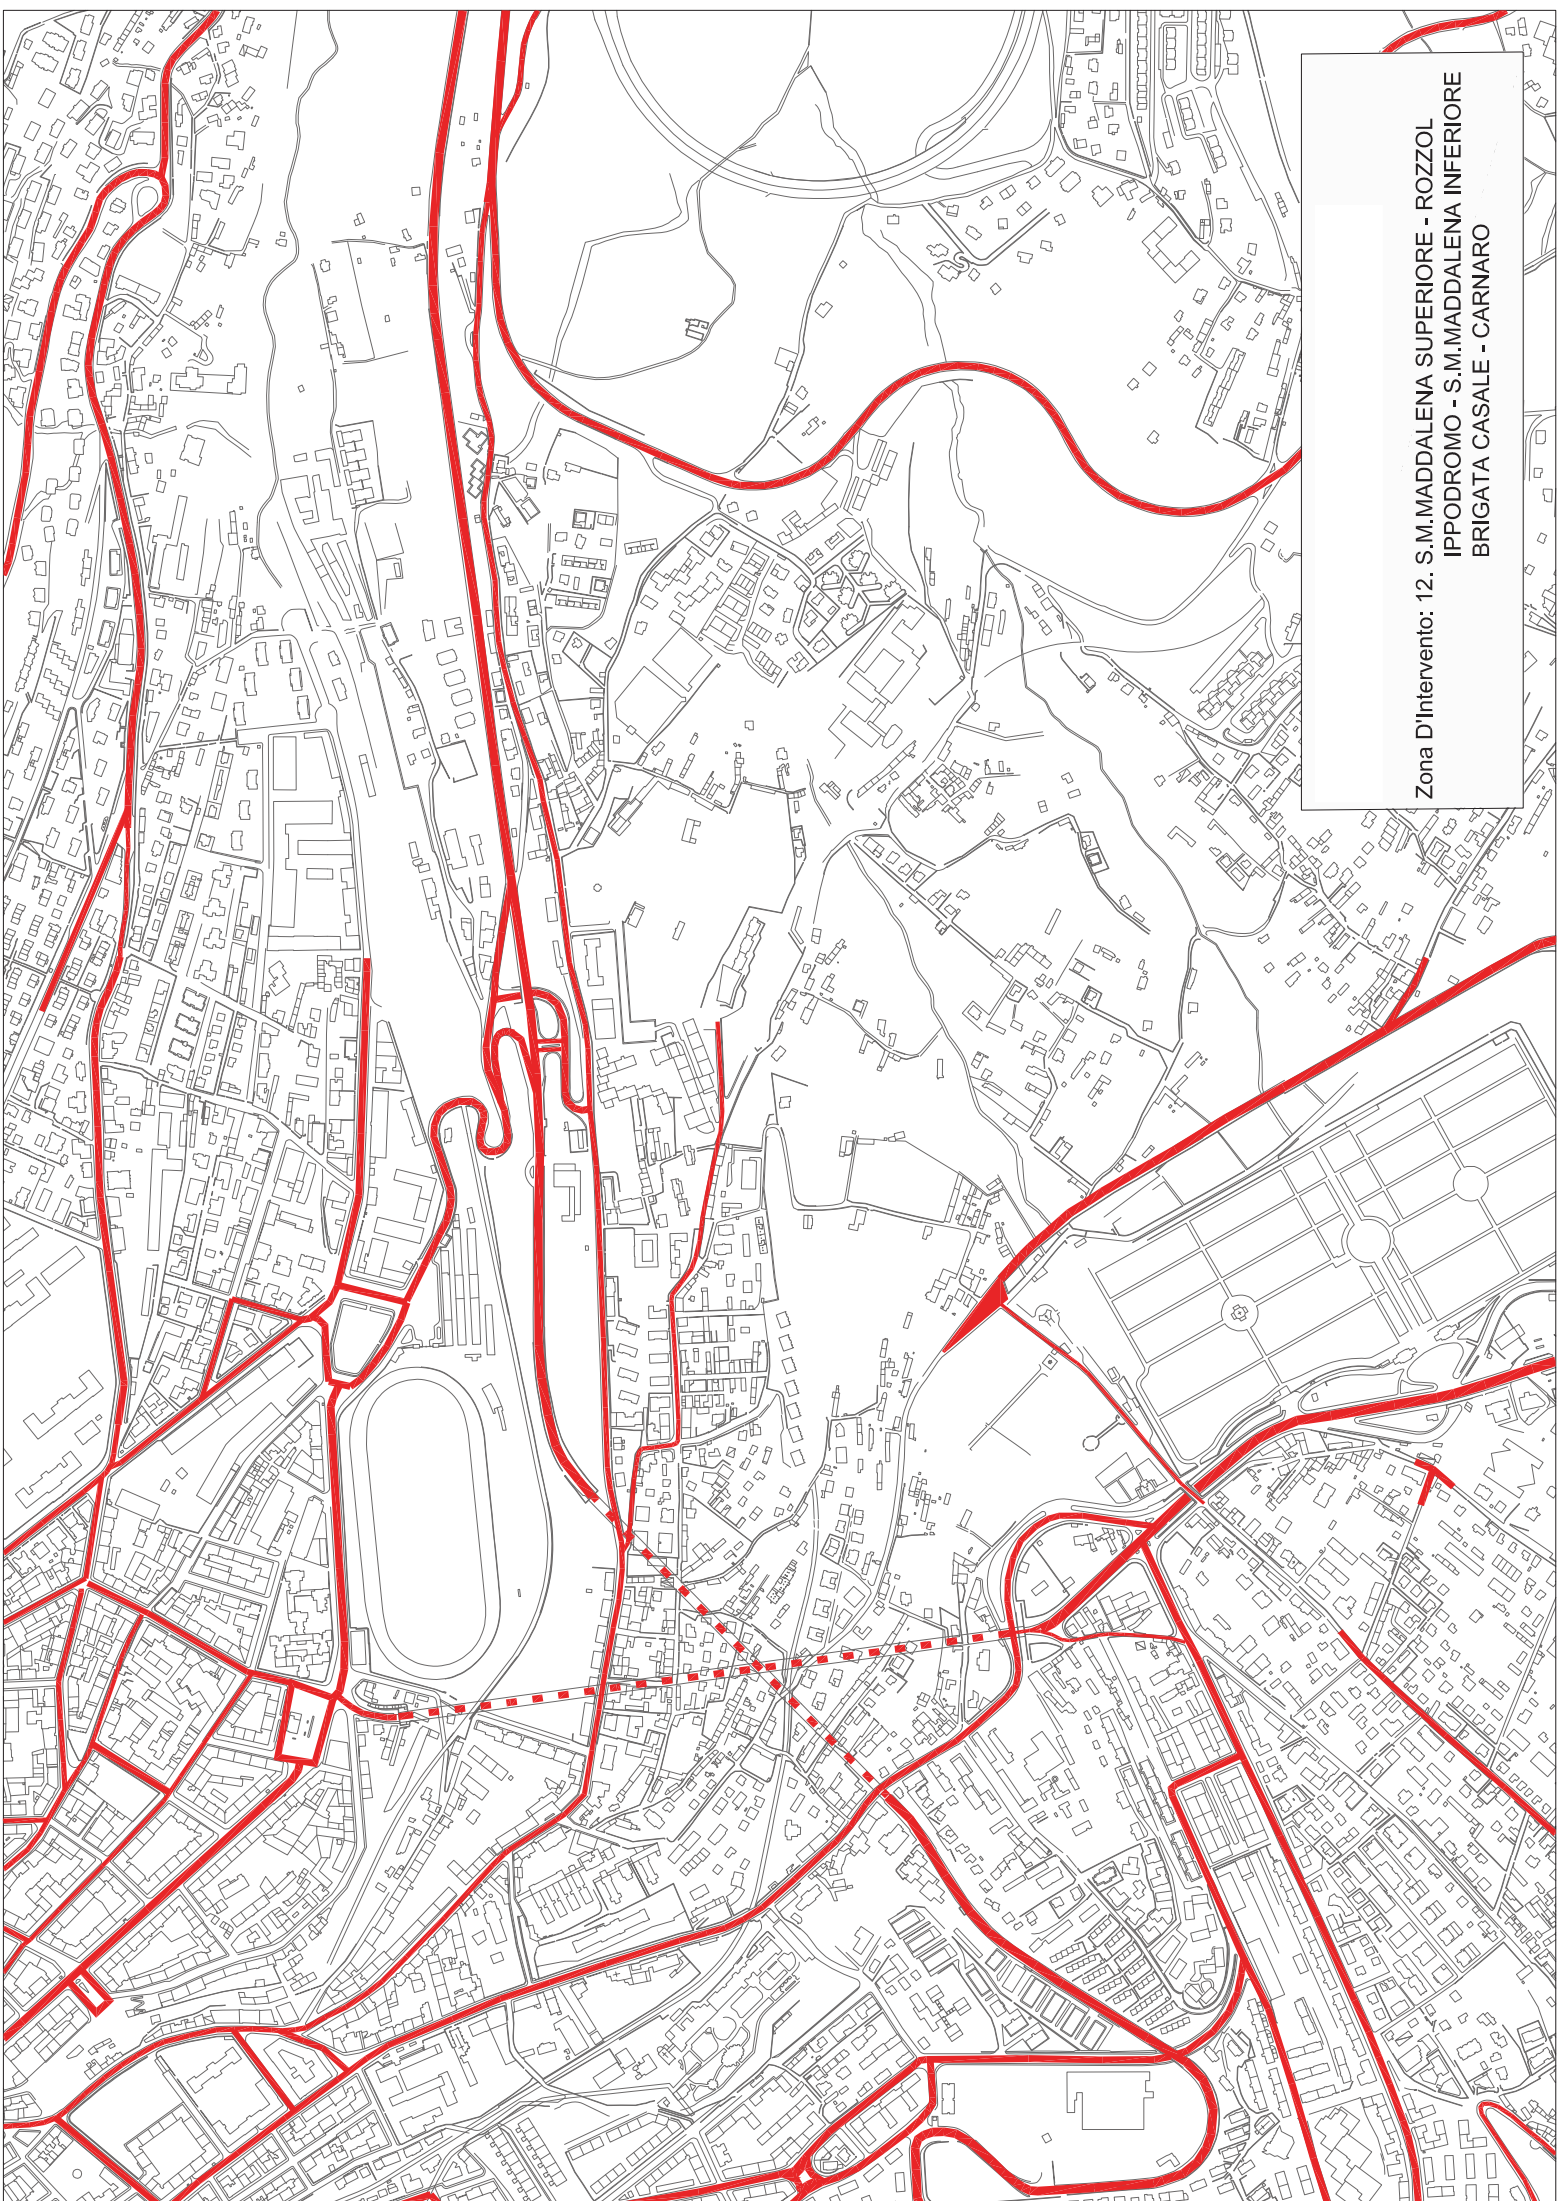 Zona D'Intervento: 12. S.M.MADDALENA SUPERIORE - ROZZOL
IPPODROMO - S.M.MADDALENA INFERIORE
BRIGATA CASALE - CARNARO